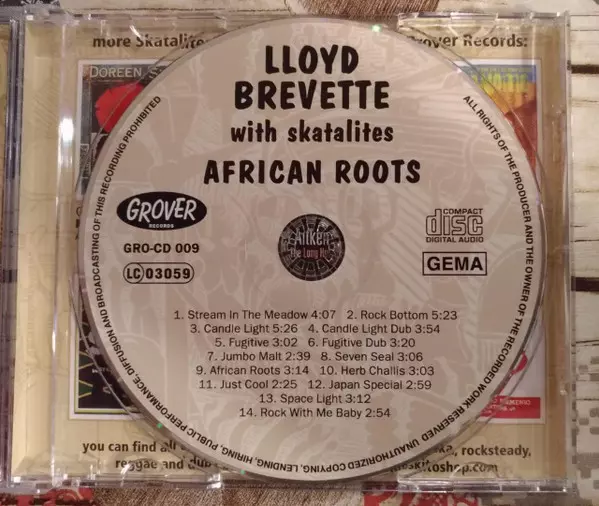 more Skatalites
Grover Records:
DOREEN S
LLOYD
BREVETTE
with skatalites
AFRICAN ROOTS
GROVER
RECORDS
GRO-CD 009
LC 03059
COMPACT
disc
DIGITAL AUDIO
GEMA
Aitken
The Long
1. Stream In The Meadow 4:07 2. Rock Bottom 5:23
3. Candle Light 5:26 4. Candle Light Dub 3:54
5. Fugitive 3:02 6. Fugitive Dub 3:20
7. Jumbo Malt 2:39 8. Seven Seal 3:06
9. African Roots 3:14 10. Herb Challis 3:03
11. Just Cool 2:25 12. Japan Special 2:59
13. Space Light 3:12
14. Rock With Me Baby 2:54
ALL RIGHTS OF THE PRODUCER AND THE OWNER OF THE RECORDED WORK RESERVED UNAUTHORIZED COPYING, LENDING, HIRING, PUBLIC PERFORMANCE, DIFFUSION AND BROADCASTING OF THIS RECORDING PROHIBITED
you can find all
ka, rocksteady,
reggae and dub
skitoshop.com